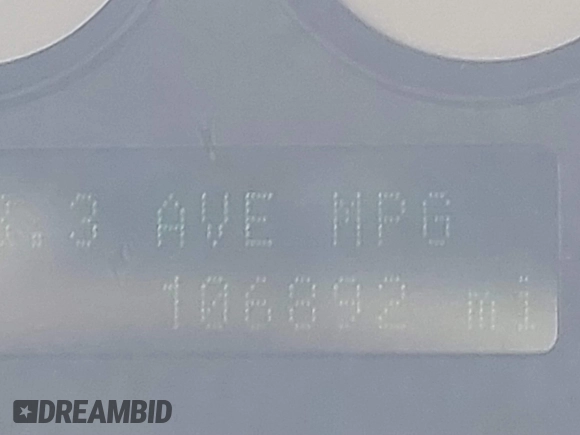 .3 AVE MPG
106892 mi
DREAMBID